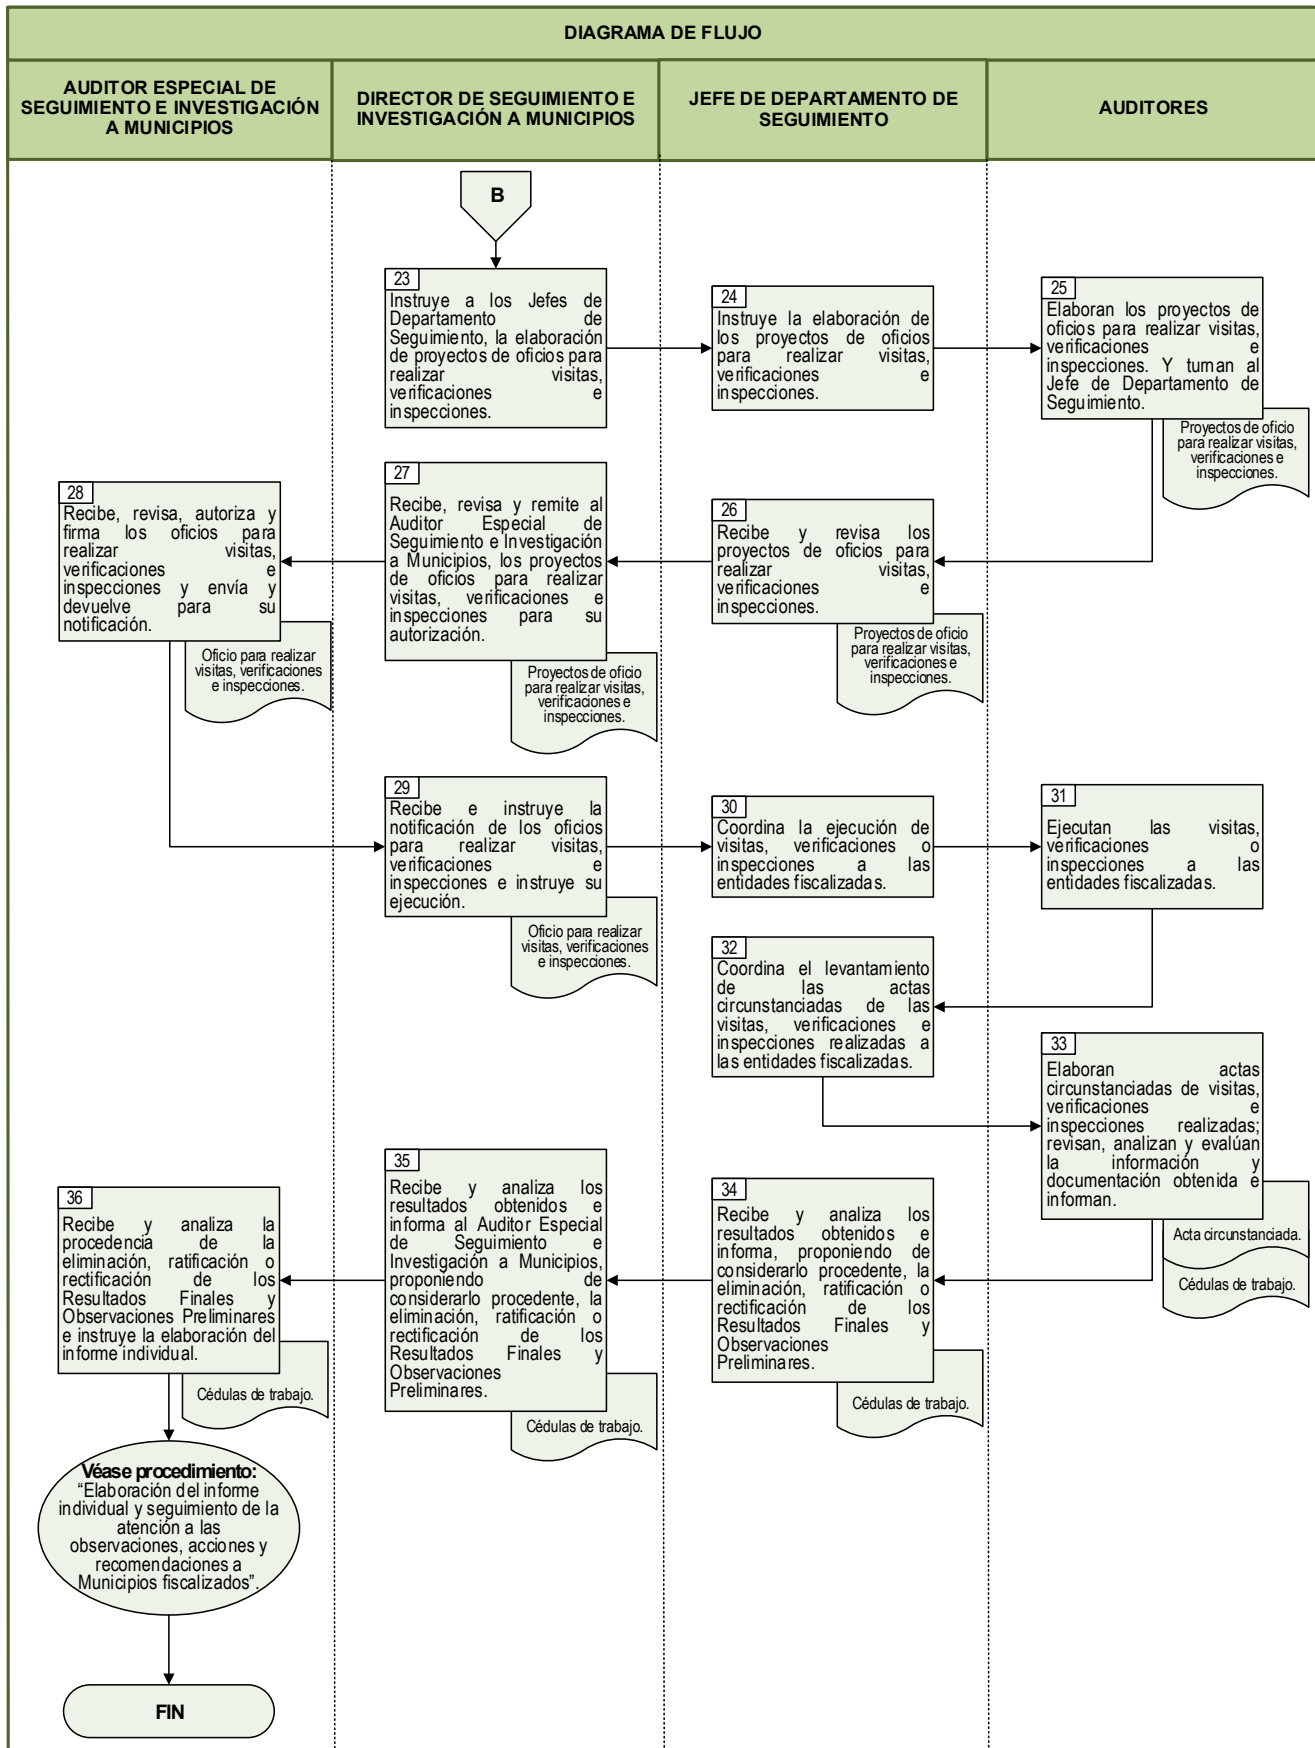 DIAGRAMA DE FLUJO
AUDITOR ESPECIAL DE
SEGUIMIENTO E INVESTIGACIÓN
A MUNICIPIOS
DIRECTOR DE SEGUIMIENTO E
INVESTIGACIÓN A MUNICIPIOS
JEFE DE DEPARTAMENTO DE
SEGUIMIENTO
AUDITORES
B
23
Instruye a los Jefes de
Departamento de
Seguimiento, la elaboración
de proyectos de oficios para
realizar visitas,
verificaciones e
inspecciones.
24
Instruye la elaboración de
los proyectos de oficios
para realizar visitas,
verificaciones e
inspecciones.
25
Elaboran los proyectos de
oficios para realizar visitas,
verificaciones e
inspecciones. Y turnan al
Jefe de Departamento de
Seguimiento.
Proyectos de oficio
para realizar visitas,
verificaciones e
inspecciones.
26
Recibe y revisa los
proyectos de oficios para
realizar visitas,
verificaciones e
inspecciones.
Proyectos de oficio
para realizar visitas,
verificaciones e
inspecciones.
27
Recibe, revisa y remite al
Auditor Especial de
Seguimiento e Investigación
a Municipios, los proyectos
de oficios para realizar
visitas, verificaciones e
inspecciones para su
autorización.
Proyectos de oficio
para realizar visitas,
verificaciones e
inspecciones.
28
Recibe, revisa, autoriza y
firma los oficios para
realizar visitas,
verificaciones e
inspecciones y envía y
devuelve para su
notificación.
Oficio para realizar
visitas, verificaciones
e inspecciones.
29
Recibe e instruye la
notificación de los oficios
para realizar visitas,
verificaciones e
inspecciones e instruye su
ejecución.
Oficio para realizar
visitas, verificaciones
e inspecciones.
30
Coordina la ejecución de
visitas, verificaciones o
inspecciones a las
entidades fiscalizadas.
31
Ejecutan las visitas,
verificaciones o
inspecciones a las
entidades fiscalizadas.
32
Coordina el levantamiento
de las actas
circunstanciadas de las
visitas, verificaciones e
inspecciones realizadas a
las entidades fiscalizadas.
33
Elaboran actas
circunstanciadas de visitas,
verificaciones e
inspecciones realizadas;
revisan, analizan y evalúan
la información y
documentación obtenida e
informan.
Acta circunstanciada.
Cédulas de trabajo.
34
Recibe y analiza los
resultados obtenidos e
informa, proponiendo de
considerarlo procedente, la
eliminación, ratificación o
rectificación de los
Resultados Finales y
Observaciones
Preliminares.
Cédulas de trabajo.
35
Recibe y analiza los
resultados obtenidos e
informa al Auditor Especial
de Seguimiento e
Investigación a Municipios,
proponiendo de
considerarlo procedente, la
eliminación, ratificación o
rectificación de los
Resultados Finales y
Observaciones
Preliminares.
Cédulas de trabajo.
36
Recibe y analiza la
procedencia de la
eliminación, ratificación o
rectificación de los
Resultados Finales y
Observaciones Preliminares
e instruye la elaboración del
informe individual.
Cédulas de trabajo.
Véase procedimiento:
“Elaboración del informe
individual y seguimiento de la
atención a las
observaciones, acciones y
recomendaciones a
Municipios fiscalizados”.
FIN